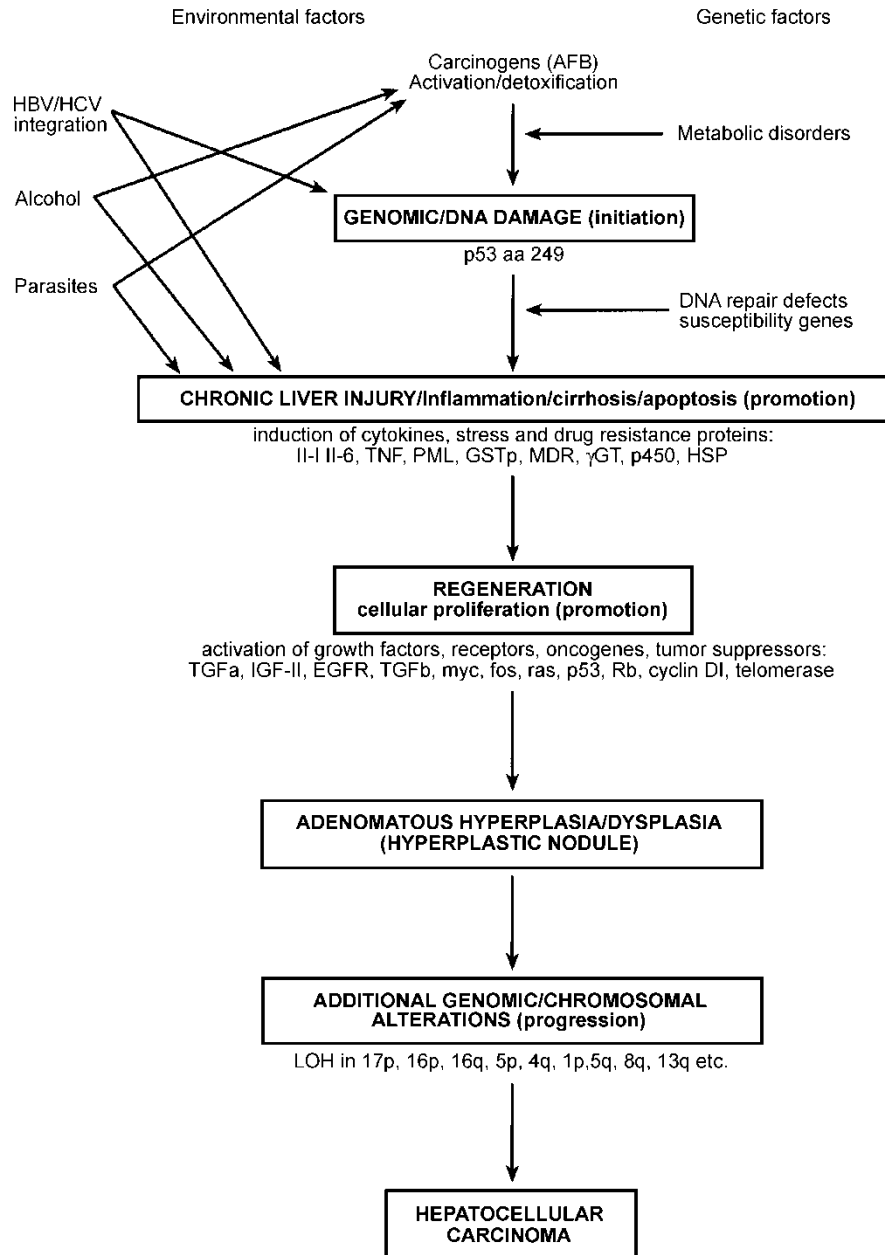 Environmental factors
Genetic factors
Carcinogens (AFB)
Activation/detoxification
HBV/HCV
integration
Metabolic disorders
Alcohol
GENOMIC/DNA DAMAGE (initiation)
p53 aa 249
Parasites
DNA repair defects
susceptibility genes
CHRONIC LIVER INJURY/Inflammation/cirrhosis/apoptosis (promotion)
induction of cytokines, stress and drug resistance proteins:
II-I II-6, TNF, PML, GSTp, MDR, γGT, p450, HSP
REGENERATION
cellular proliferation (promotion)
activation of growth factors, receptors, oncogenes, tumor suppressors:
TGFa, IGF-II, EGFR, TGFb, myc, fos, ras, p53, Rb, cyclin DI, telomerase
ADENOMATOUS HYPERPLASIA/DYSPLASIA
(HYPERPLASTIC NODULE)
ADDITIONAL GENOMIC/CHROMOSOMAL
ALTERATIONS (progression)
LOH in 17p, 16p, 16q, 5p, 4q, 1p,5q, 8q, 13q etc.
HEPATOCELLULAR
CARCINOMA